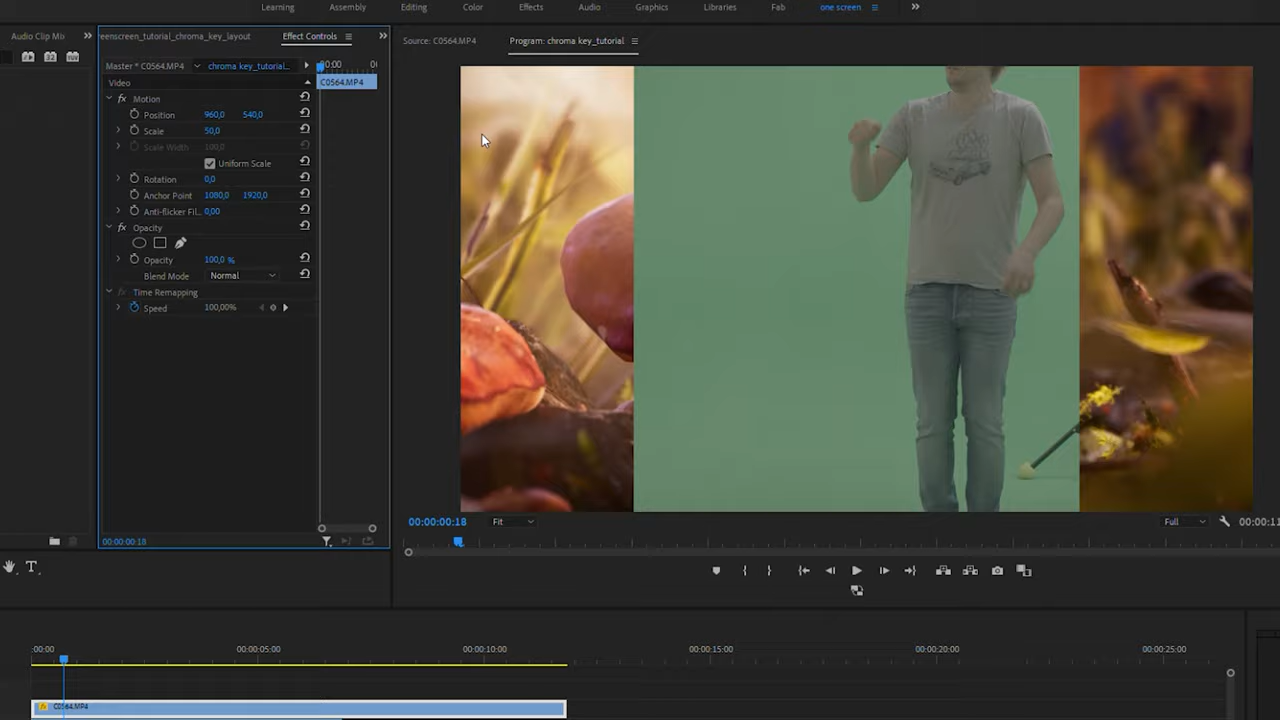 Learning Assembly Editing Color Effects Audio Graphics Libraries Fab one screen
Audio Clip Mix
eenscreen_tutorial_chroma_key_layout Effect Controls
Source: C0564.MP4 Program: chroma key_tutorial
Master * C0564.MP4 chroma key_tutorial... :00:00 0(
Video C0564.MP4
fx Motion
Position 960,0 540,0
Scale 50,0
Scale Width 100,0
Uniform Scale
Rotation 0,0
Anchor Point 1080,0 1920,0
Anti-flicker Fil... 0,00
fx Opacity
Opacity 100,0 %
Blend Mode Normal
fx Time Remapping
Speed 100,00%
00:00:00:18 Fit Full 00:00:11
00:00:00:18
T
:00:00 00:00:05:00 00:00:10:00 00:00:15:00 00:00:20:00 00:00:25:00
fx C0564.MP4